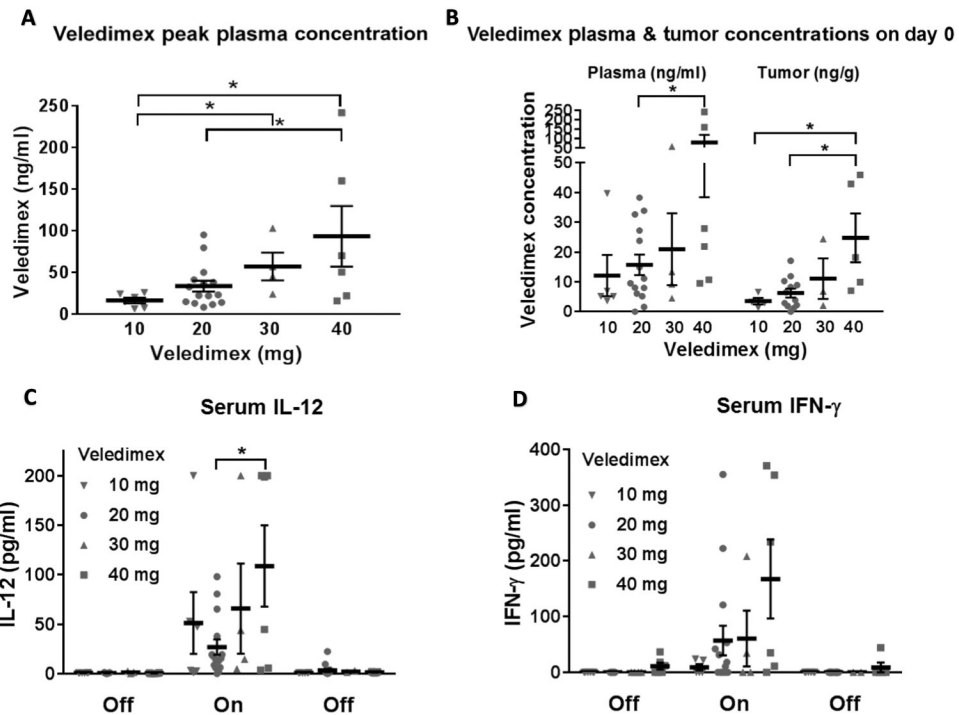 A
Veledimex peak plasma concentration
*
*
*
Veledimex (ng/ml)
250
200
150
100
50
0
10 20 30 40
Veledimex (mg)
B
Veledimex plasma & tumor concentrations on day 0
Plasma (ng/ml) Tumor (ng/g)
*
*
*
Veledimex concentration
250
200
150
100
50
50
40
30
20
10
0
10 20 30 40 10 20 30 40
Veledimex (mg)
C
Serum IL-12
Veledimex
10 mg
20 mg
30 mg
40 mg
*
IL-12 (pg/ml)
200
150
100
50
0
Off On Off
D
Serum IFN-γ
Veledimex
10 mg
20 mg
30 mg
40 mg
IFN-γ (pg/ml)
400
300
200
100
0
Off On Off